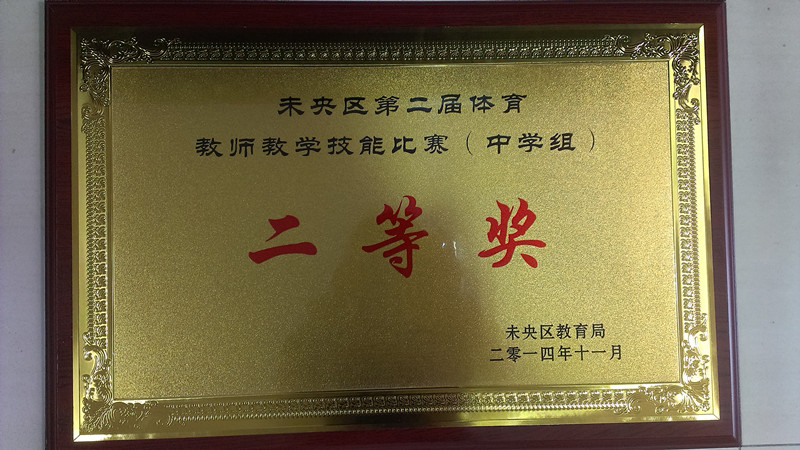 未央区第二届体育
教师教学技能比赛（中学组）
二等奖
未央区教育局
二零一四年十一月